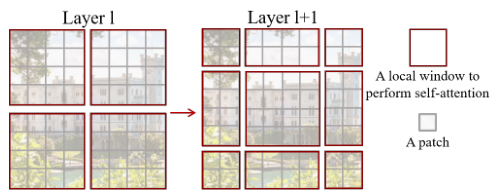 Layer l
Layer l+1
A local window to
perform self-attention
A patch